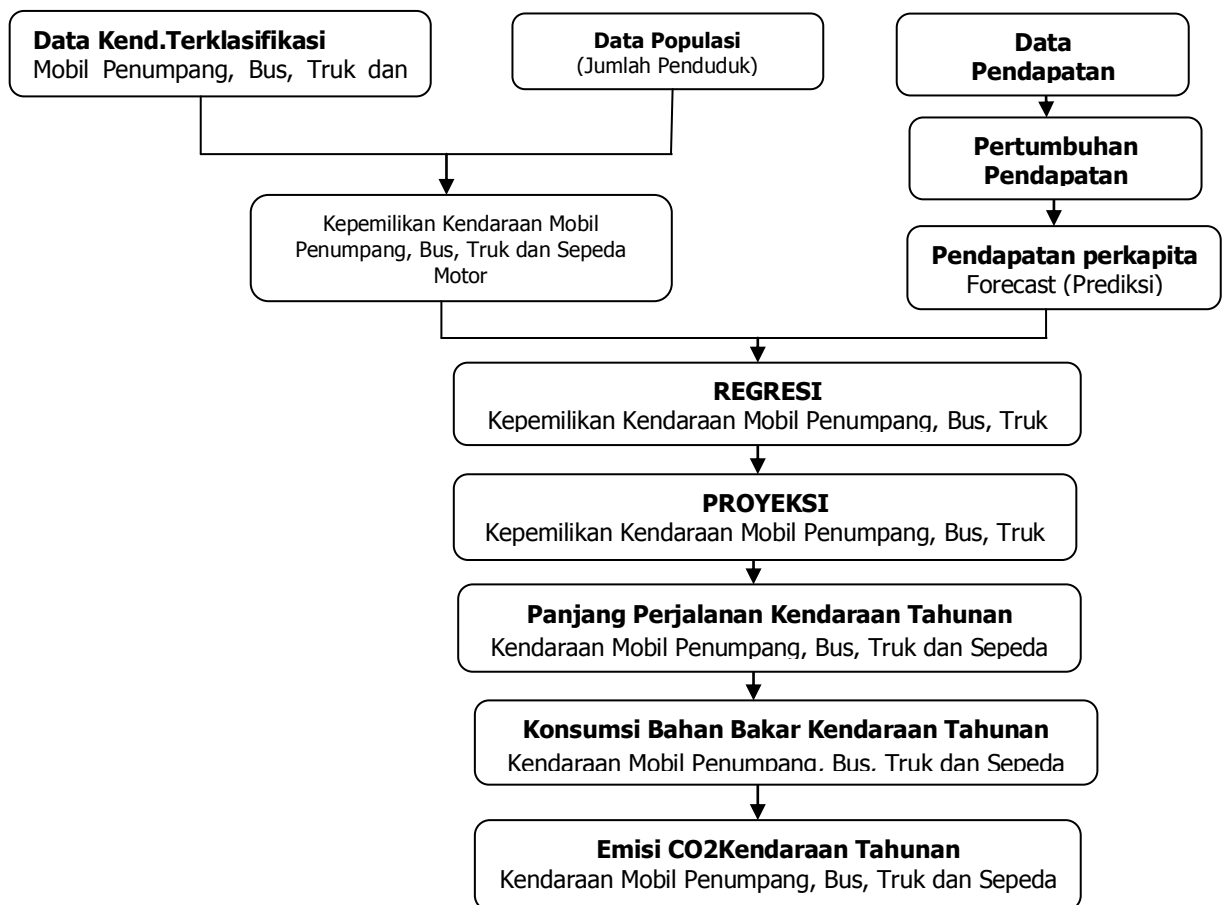 Data Kend.Terklasifikasi
Mobil Penumpang, Bus, Truk dan
Data Populasi
(Jumlah Penduduk)
Data
Pendapatan
Pertumbuhan
Pendapatan
Kepemilikan Kendaraan Mobil
Penumpang, Bus, Truk dan Sepeda
Motor
Pendapatan perkapita
Forecast (Prediksi)
REGRESI
Kepemilikan Kendaraan Mobil Penumpang, Bus, Truk
PROYEKSI
Kepemilikan Kendaraan Mobil Penumpang, Bus, Truk
Panjang Perjalanan Kendaraan Tahunan
Kendaraan Mobil Penumpang, Bus, Truk dan Sepeda
Konsumsi Bahan Bakar Kendaraan Tahunan
Kendaraan Mobil Penumpang, Bus, Truk dan Sepeda
Emisi CO2Kendaraan Tahunan
Kendaraan Mobil Penumpang, Bus, Truk dan Sepeda